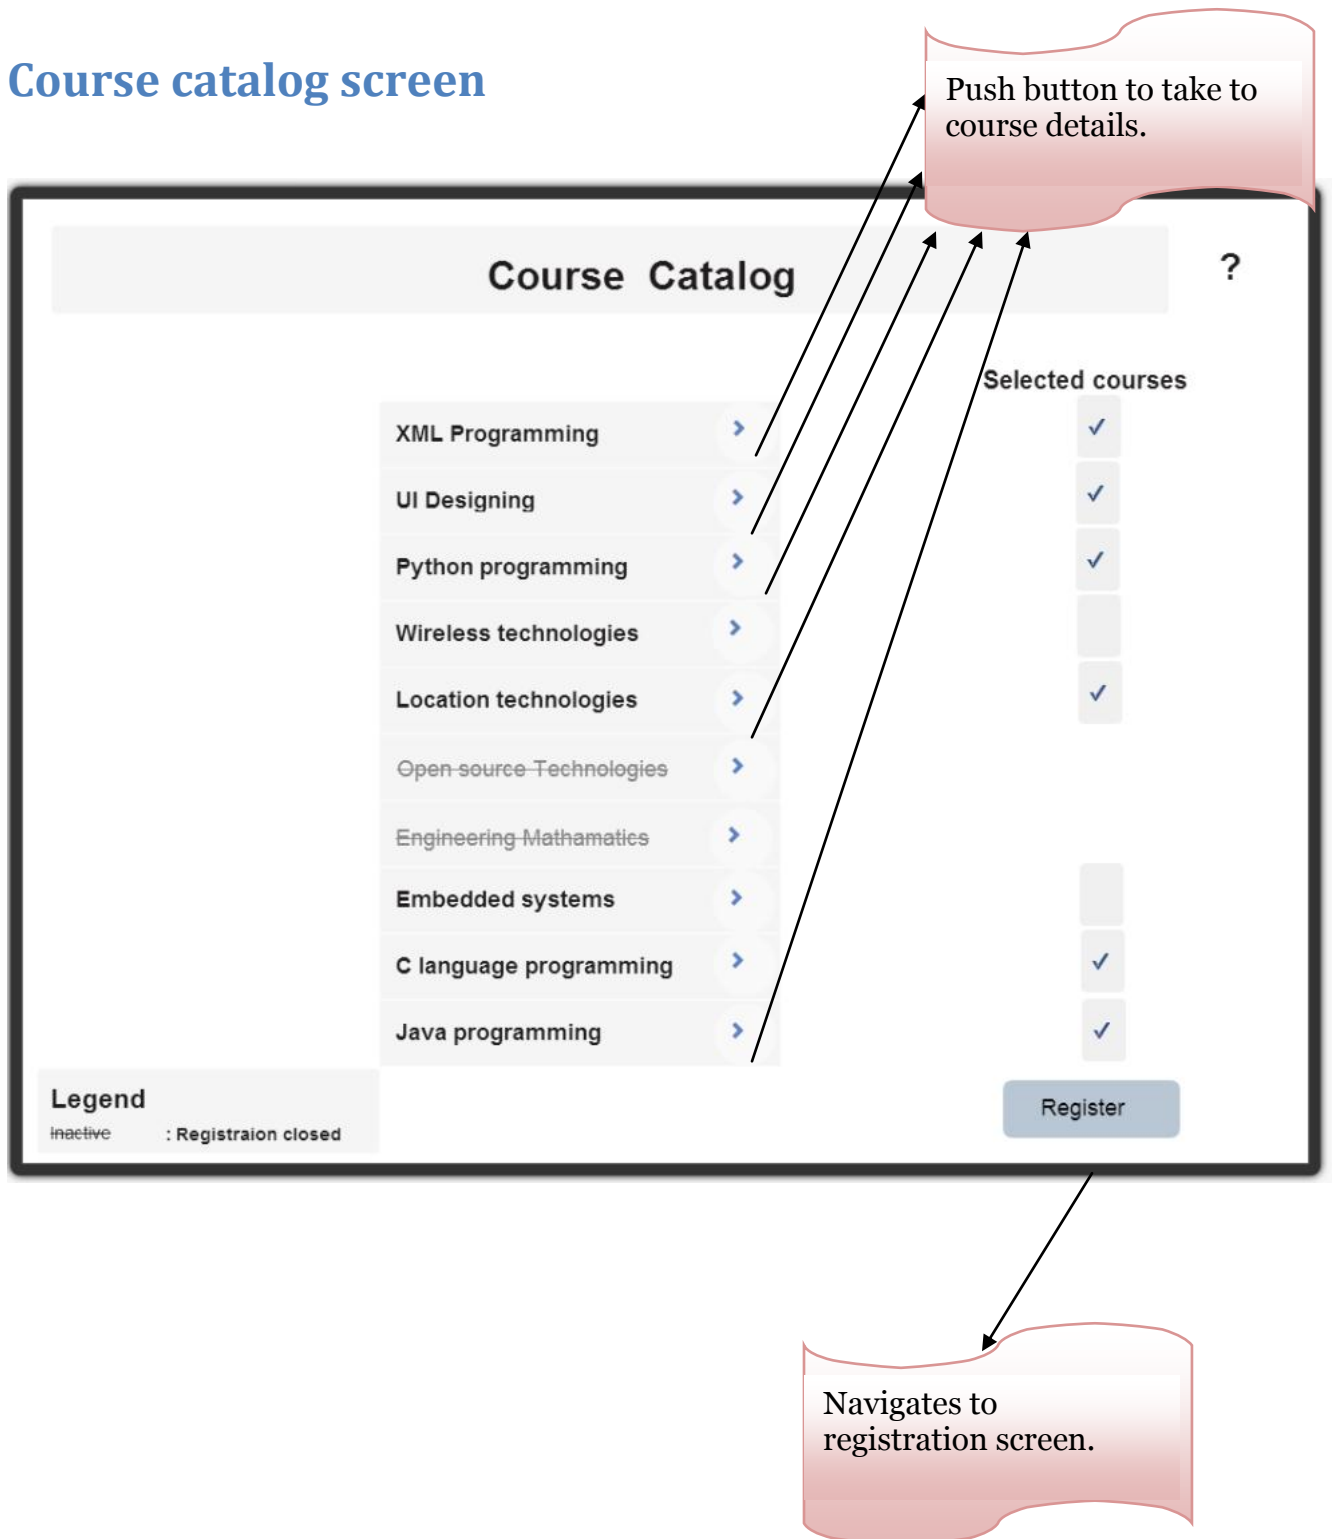 Course catalog screen
Push button to take to
course details.
Course Catalog
?
Selected courses
XML Programming
UI Designing
Python programming
Wireless technologies
Location technologies
Open source Technologies
Engineering Mathamatics
Embedded systems
C language programming
Java programming
Legend
Inactive : Registraion closed
Register
Navigates to
registration screen.